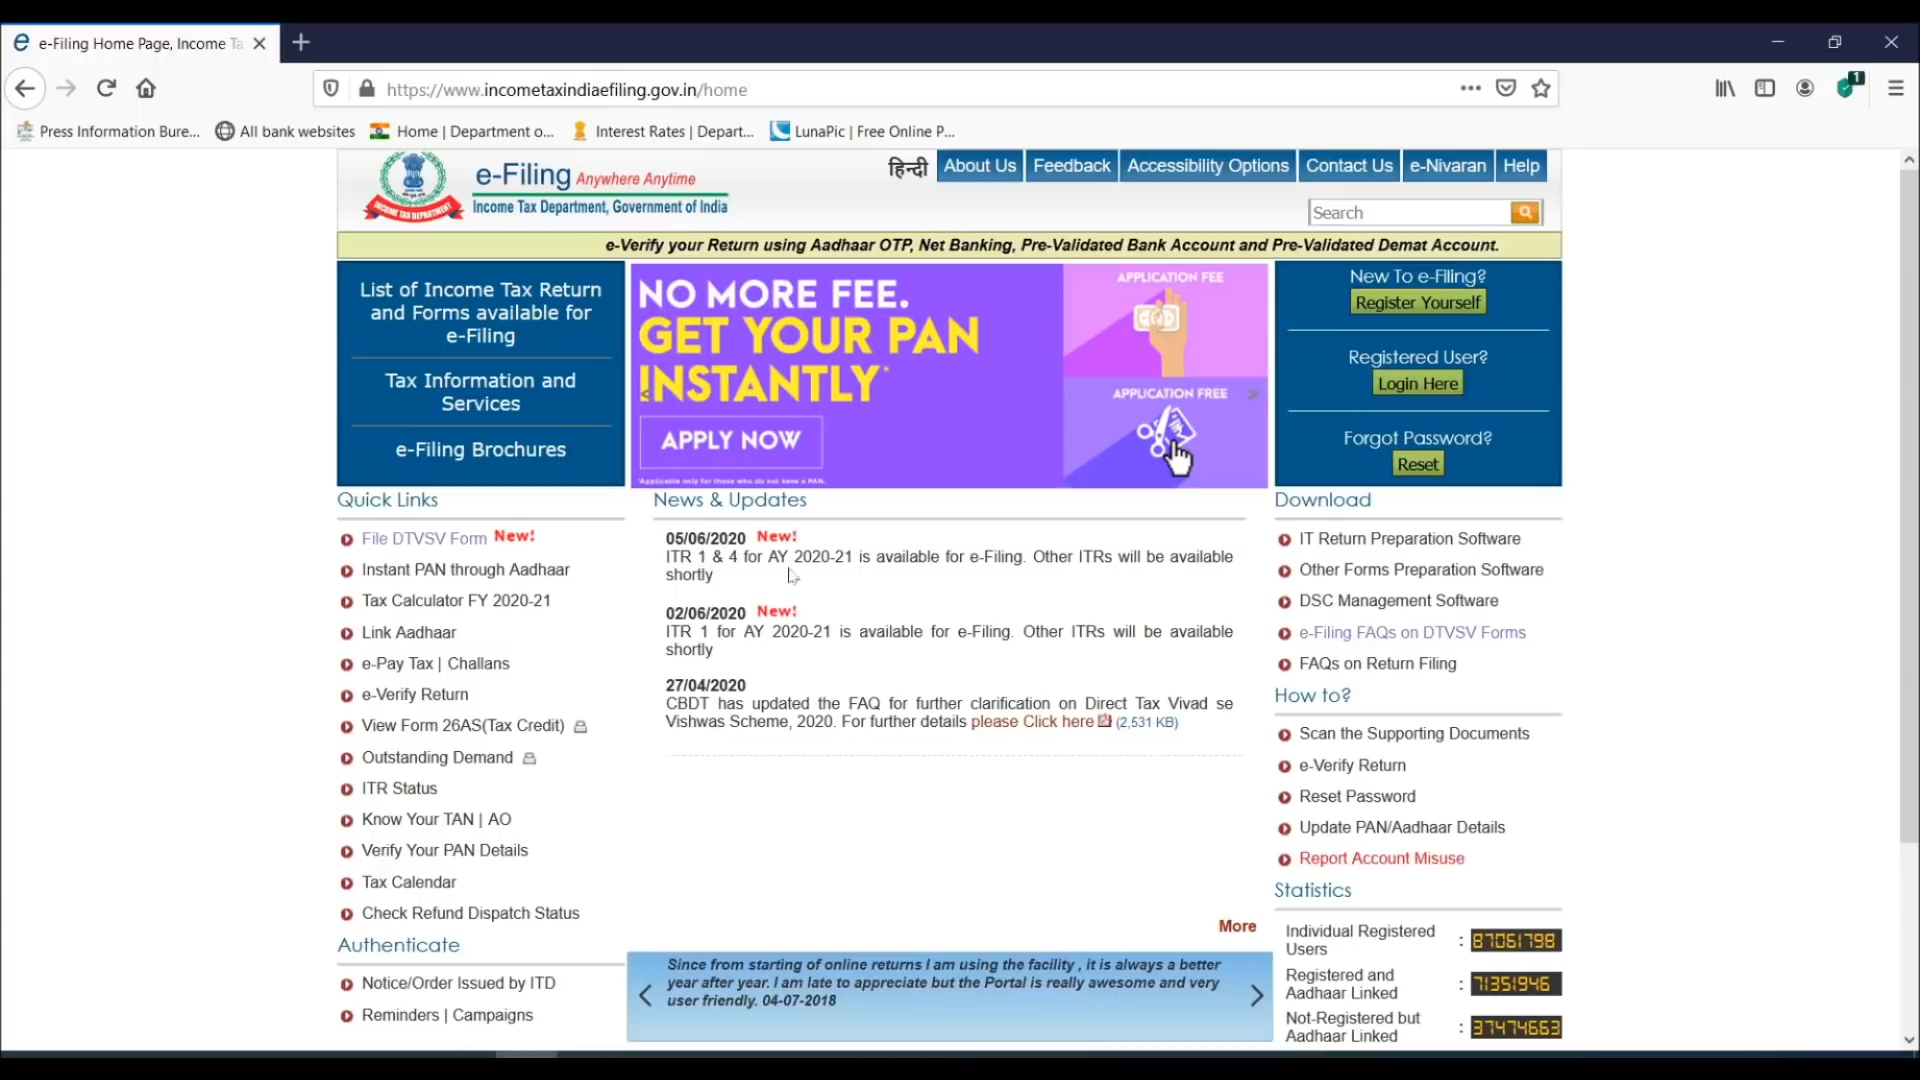 e-Filing Home Page, Income Ta
https://www.incometaxindiaefiling.gov.in/home
1
Press Information Bure...
All bank websites
Home | Department o...
Interest Rates | Depart...
LunaPic | Free Online P...
e-Filing Anywhere Anytime
Income Tax Department, Government of India
INCOME TAX DEPARTMENT
हिन्दी
About Us
Feedback
Accessibility Options
Contact Us
e-Nivaran
Help
Search
e-Verify your Return using Aadhaar OTP, Net Banking, Pre-Validated Bank Account and Pre-Validated Demat Account.
List of Income Tax Return
and Forms available for
e-Filing
Tax Information and
Services
e-Filing Brochures
NO MORE FEE.
GET YOUR PAN
INSTANTLY*
APPLY NOW
*Applicable only for those who do not have a PAN.
APPLICATION FEE
APPLICATION FREE
New To e-Filing?
Register Yourself
Registered User?
Login Here
Forgot Password?
Reset
Quick Links
File DTVSV Form New!
Instant PAN through Aadhaar
Tax Calculator FY 2020-21
Link Aadhaar
e-Pay Tax | Challans
e-Verify Return
View Form 26AS(Tax Credit)
Outstanding Demand
ITR Status
Know Your TAN | AO
Verify Your PAN Details
Tax Calendar
Check Refund Dispatch Status
Authenticate
Notice/Order Issued by ITD
Reminders | Campaigns
News & Updates
05/06/2020 New!
ITR 1 & 4 for AY 2020-21 is available for e-Filing. Other ITRs will be available
shortly
02/06/2020 New!
ITR 1 for AY 2020-21 is available for e-Filing. Other ITRs will be available
shortly
27/04/2020
CBDT has updated the FAQ for further clarification on Direct Tax Vivad se
Vishwas Scheme, 2020. For further details please Click here (2,531 KB)
More
Since from starting of online returns I am using the facility , it is always a better
year after year. I am late to appreciate but the Portal is really awesome and very
user friendly. 04-07-2018
Download
IT Return Preparation Software
Other Forms Preparation Software
DSC Management Software
e-Filing FAQs on DTVSV Forms
FAQs on Return Filing
How to?
Scan the Supporting Documents
e-Verify Return
Reset Password
Update PAN/Aadhaar Details
Report Account Misuse
Statistics
Individual Registered
Users : 87061798
Registered and
Aadhaar Linked : 71351946
Not-Registered but
Aadhaar Linked : 37474663